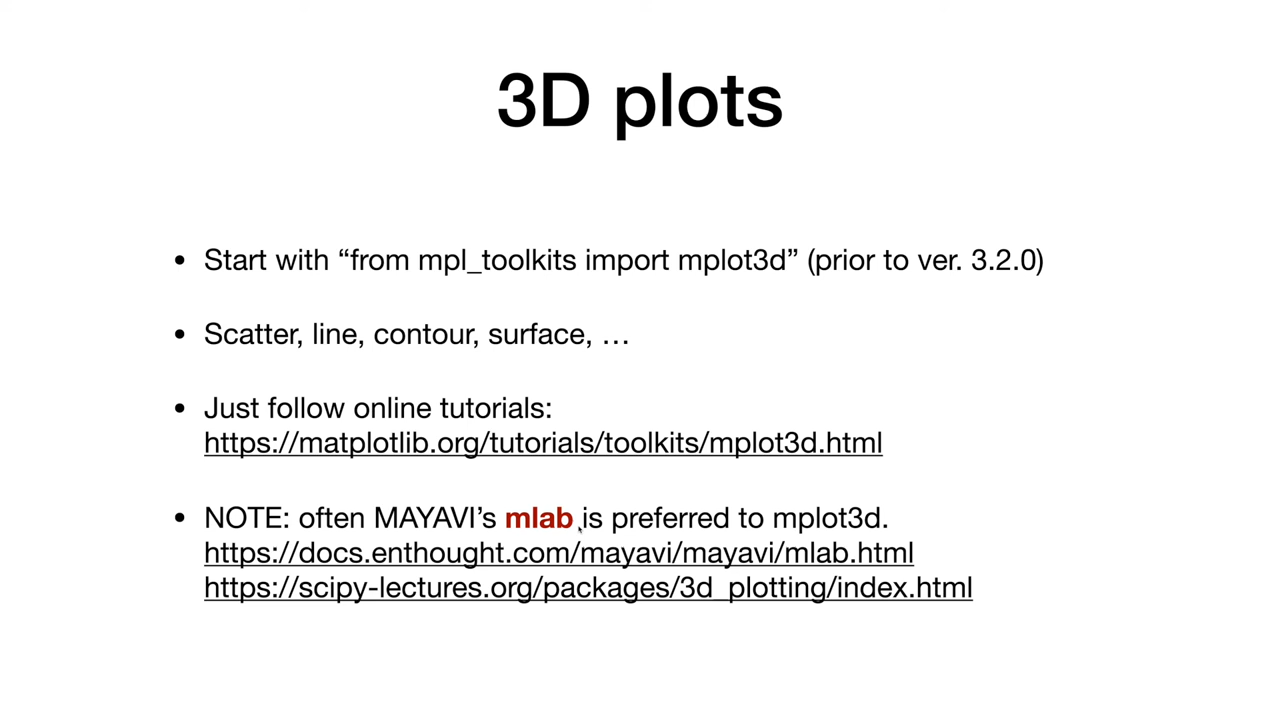 3D plots
• Start with “from mpl_toolkits import mplot3d” (prior to ver. 3.2.0)
• Scatter, line, contour, surface, …
• Just follow online tutorials:
https://matplotlib.org/tutorials/toolkits/mplot3d.html
• NOTE: often MAYAVI’s mlab is preferred to mplot3d.
https://docs.enthought.com/mayavi/mayavi/mlab.html
https://scipy-lectures.org/packages/3d_plotting/index.html